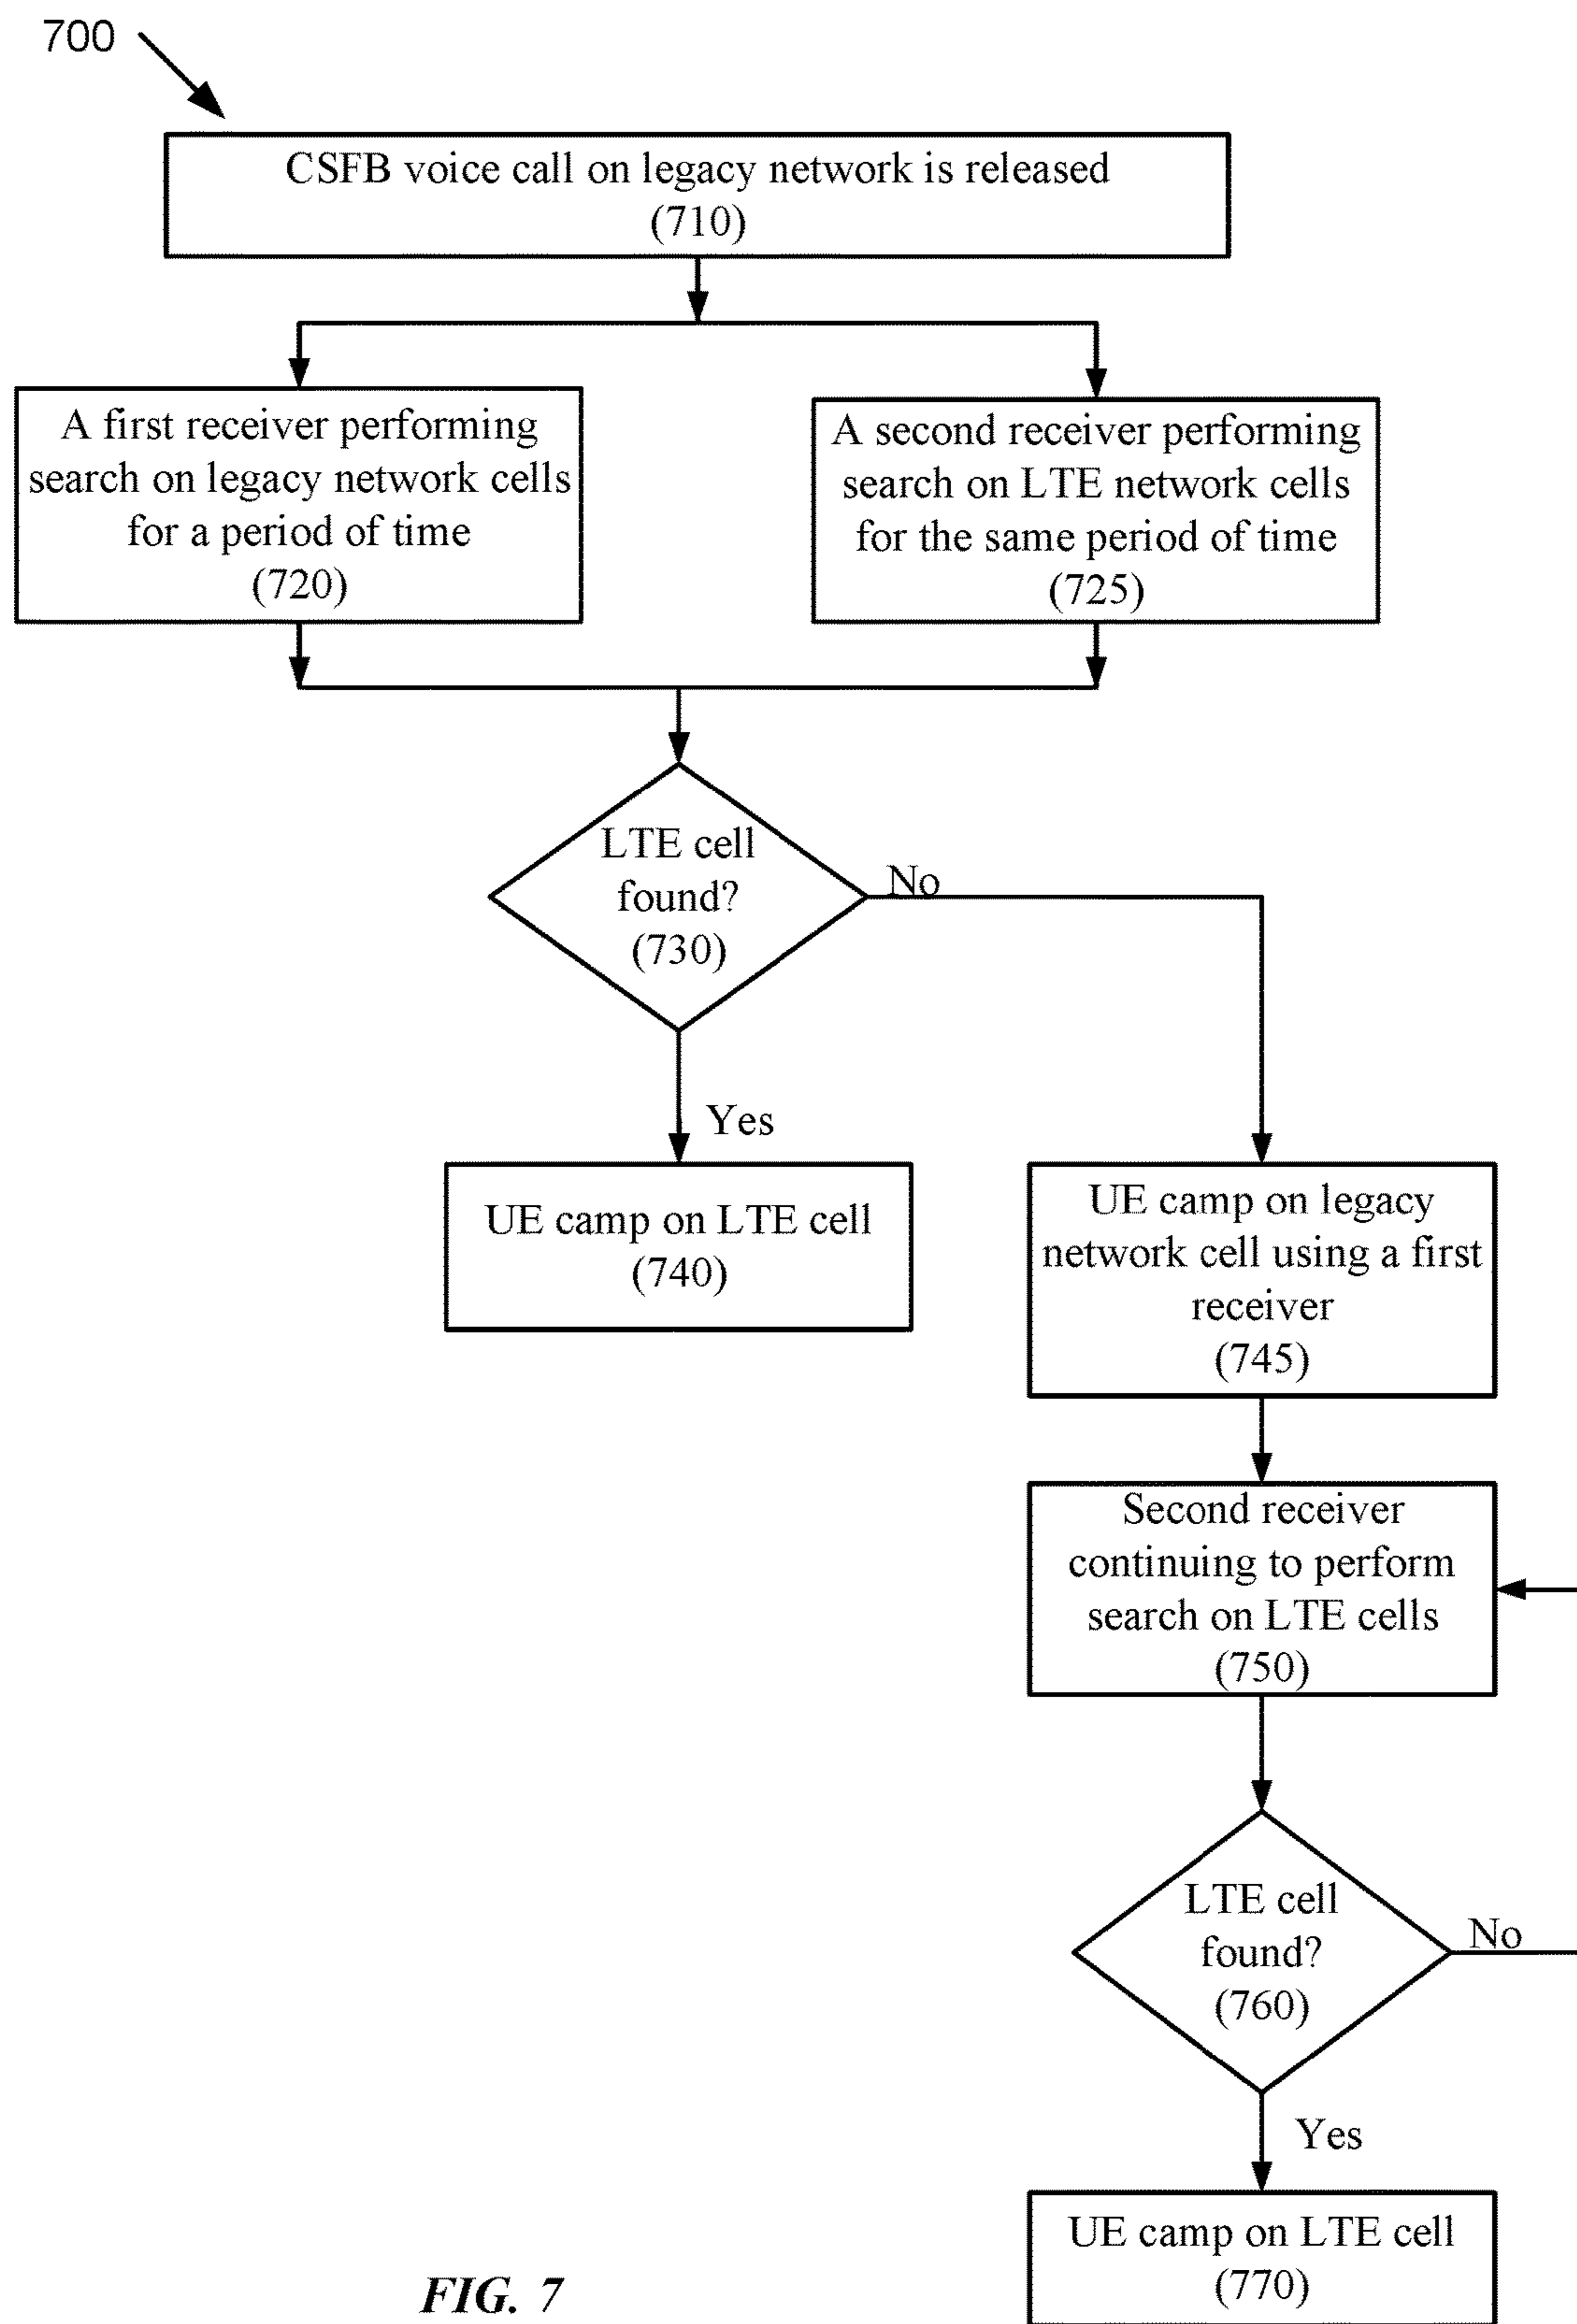 700
CSFB voice call on legacy network is released
(710)
A first receiver performing
search on legacy network cells
for a period of time
(720)
A second receiver performing
search on LTE network cells
for the same period of time
(725)
LTE cell
found?
(730)
No
Yes
UE camp on LTE cell
(740)
UE camp on legacy
network cell using a first
receiver
(745)
Second receiver
continuing to perform
search on LTE cells
(750)
LTE cell
found?
(760)
No
Yes
UE camp on LTE cell
(770)
FIG. 7